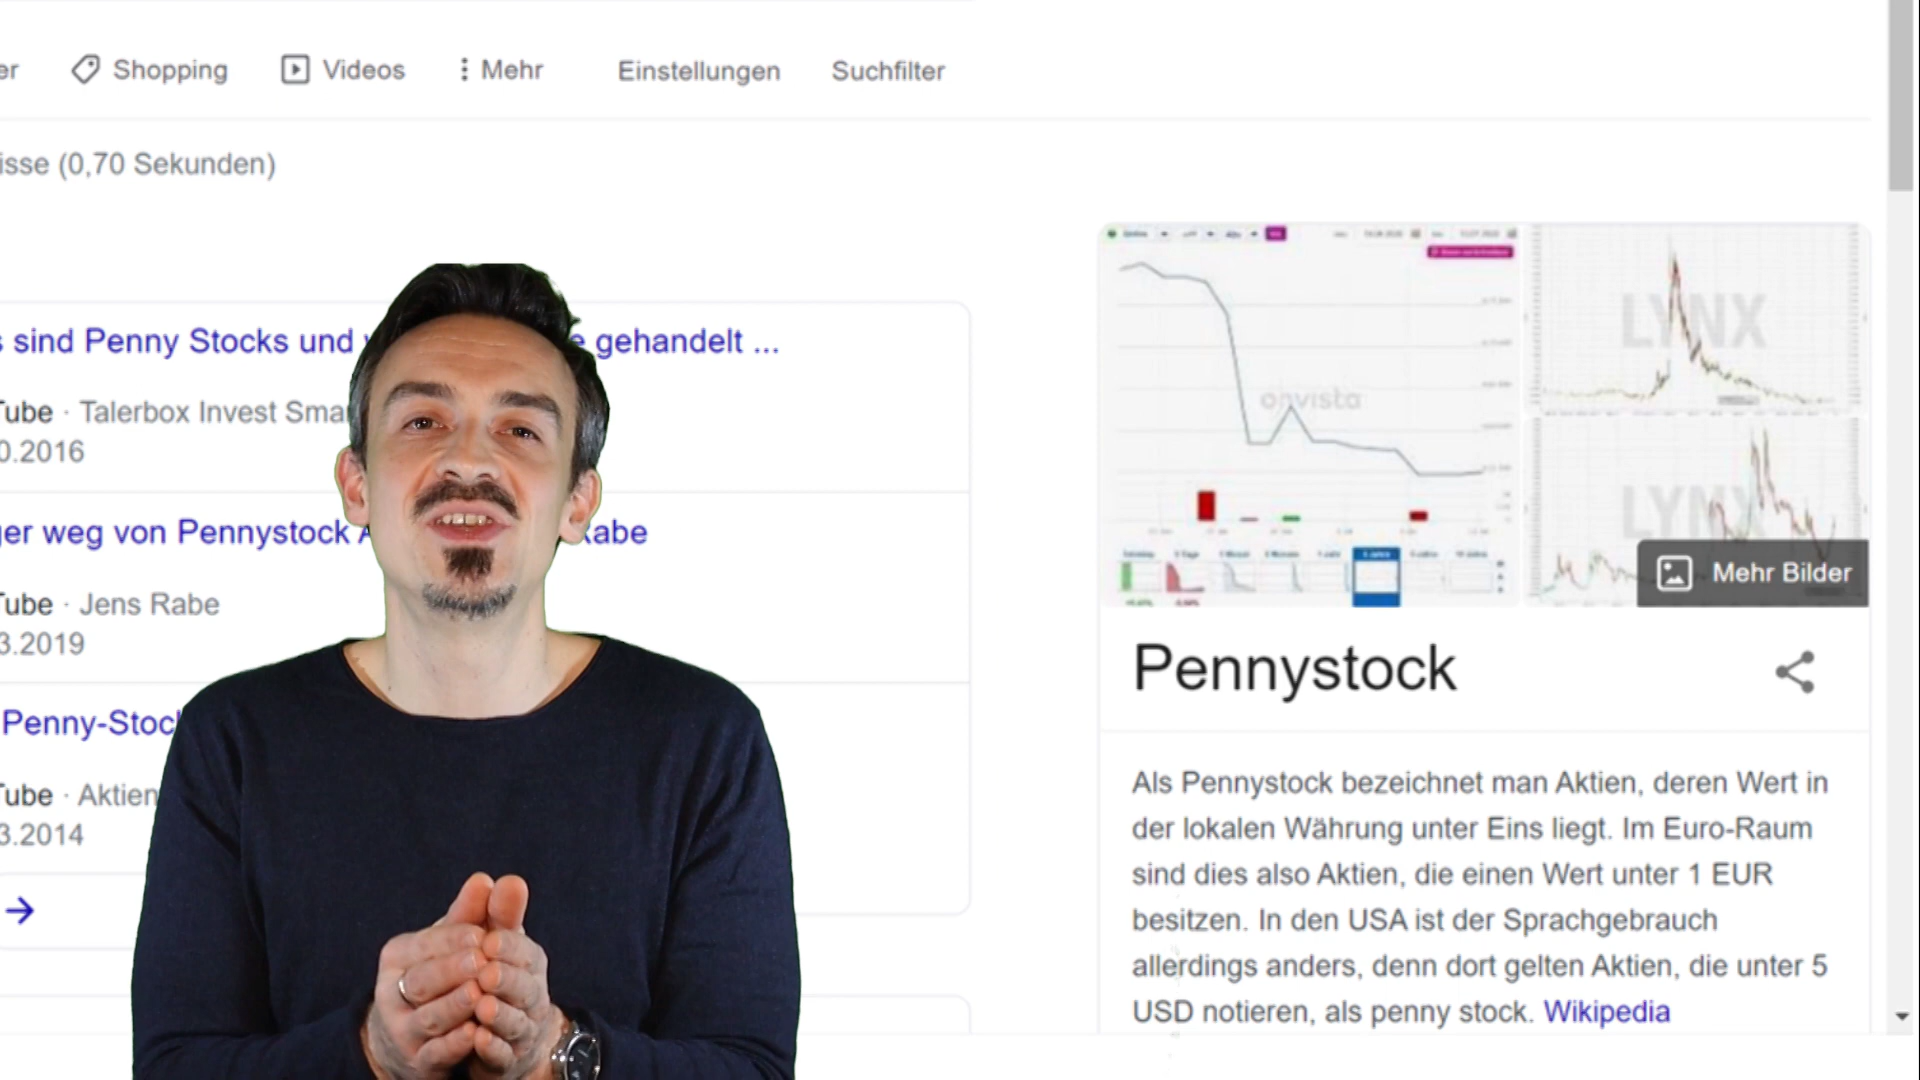 er Shopping Videos Mehr Einstellungen Suchfilter
isse (0,70 Sekunden)
s sind Penny Stocks und gehandelt ...
Tube · Talerbox Invest Smar
0.2016
ger weg von Pennystock Rabe
Tube · Jens Rabe
3.2019
Penny-Stock
Tube · Aktien
3.2014
onvista
LYNX
LYNX
Mehr Bilder
Pennystock
Als Pennystock bezeichnet man Aktien, deren Wert in
der lokalen Währung unter Eins liegt. Im Euro-Raum
sind dies also Aktien, die einen Wert unter 1 EUR
besitzen. In den USA ist der Sprachgebrauch
allerdings anders, denn dort gelten Aktien, die unter 5
USD notieren, als penny stock. Wikipedia